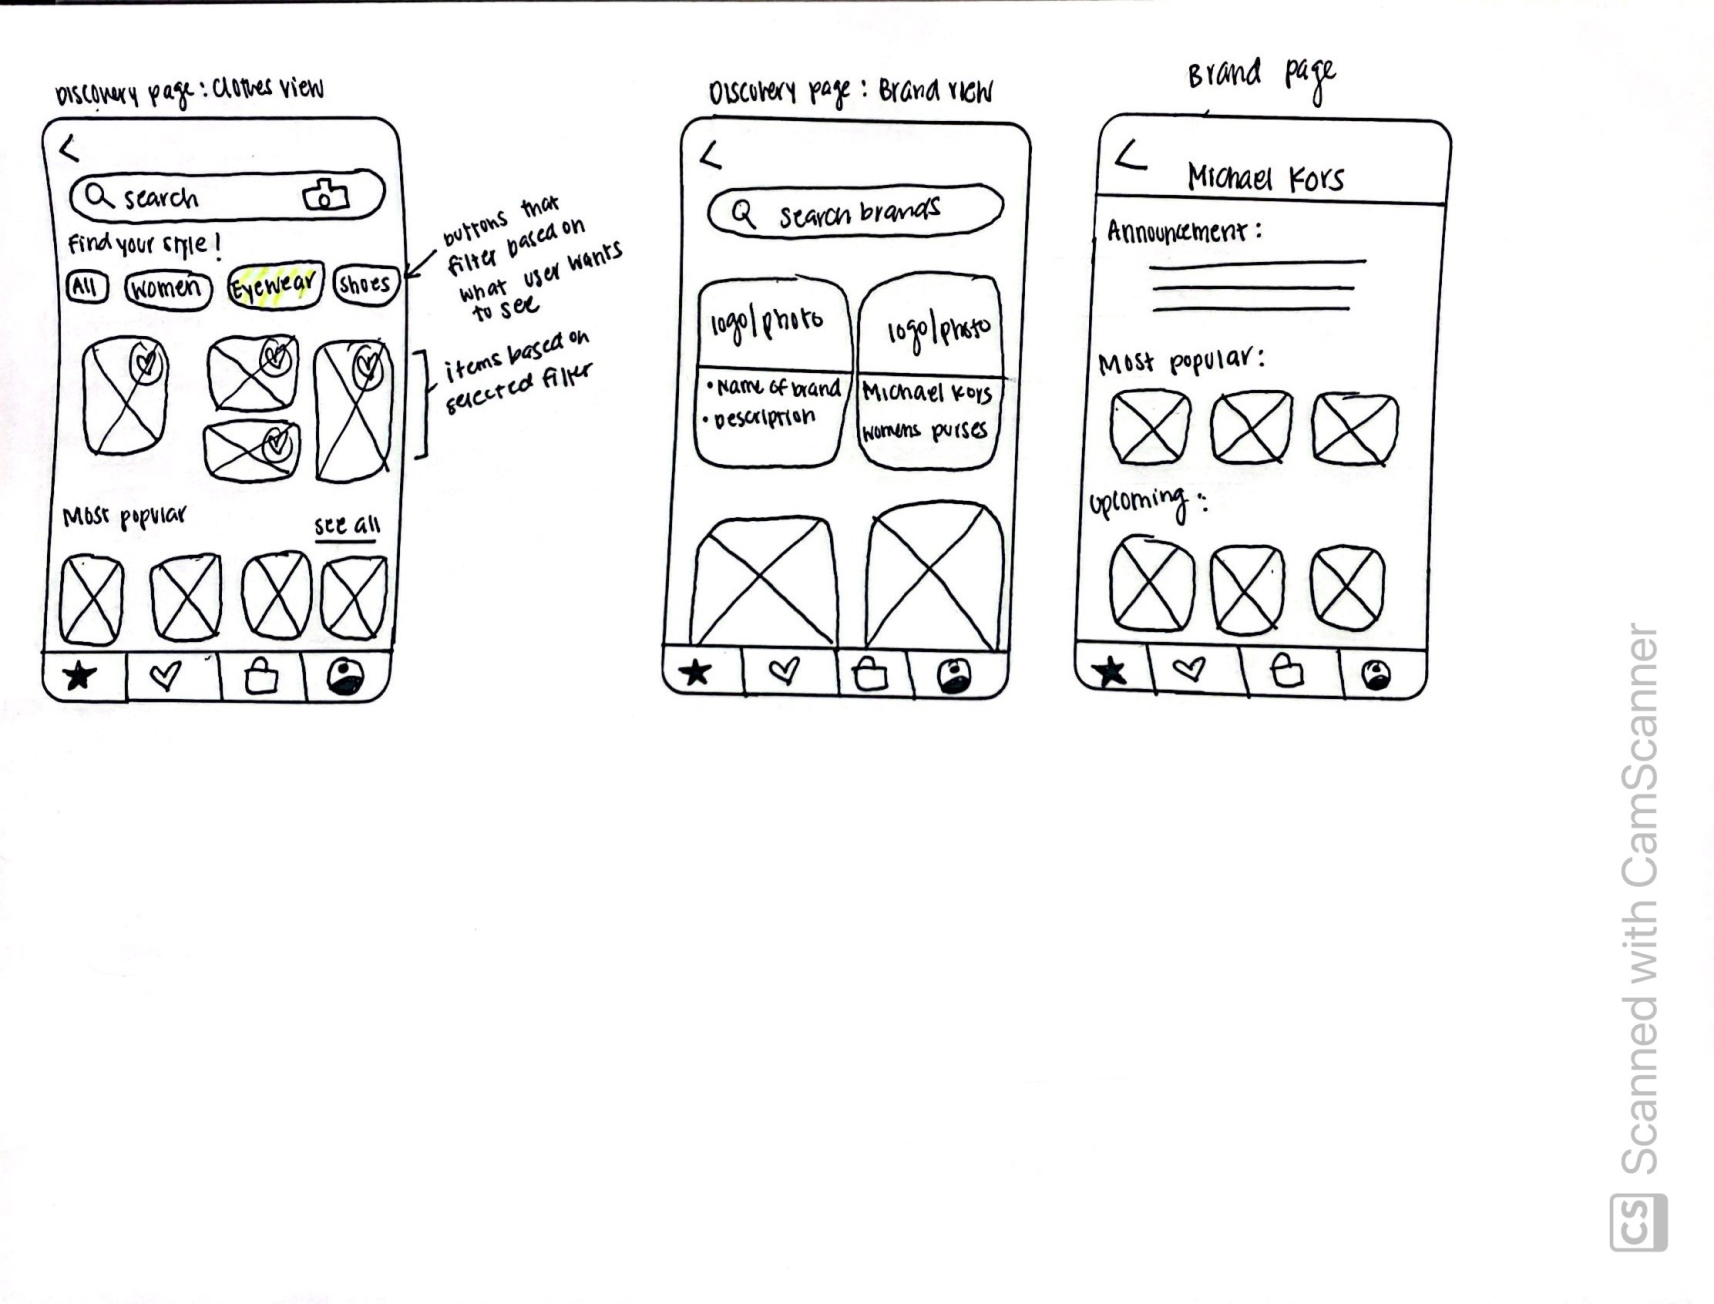 Discovery page: Clothes view
search
Find your style!
All
Women
Eyewear
Shoes
buttons that
filter based on
what user wants
to see
items based on
selected filter
Most popular
see all
Discovery page: Brand view
search brands
logo/photo
• Name of brand
• Description
logo/photo
Michael Kors
womens purses
Brand page
Michael Kors
Announcement:
Most popular:
upcoming:
CS Scanned with CamScanner